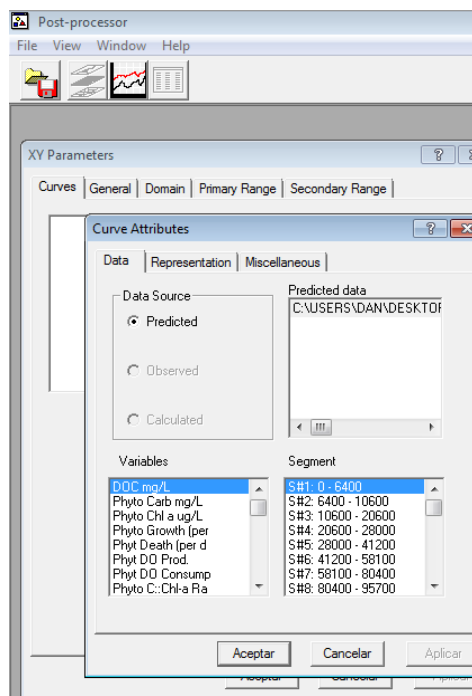 Post-processor
File View Window Help
XY Parameters
Curves General Domain Primary Range Secondary Range
Curve Attributes
Data Representation Miscellaneous
Data Source
Predicted
Observed
Calculated
Predicted data
C:\USERS\DAN\DESKTOP
Variables
DOC mg/L
Phyto Carb mg/L
Phyto Chl a ug/L
Phyto Growth (per
Phyt Death (per d
Phyt DO Prod.
Phyt DO Consump
Phyto C::Chl-a Ra
Segment
S#1: 0 - 6400
S#2: 6400 - 10600
S#3: 10600 - 20600
S#4: 20600 - 28000
S#5: 28000 - 41200
S#6: 41200 - 58100
S#7: 58100 - 80400
S#8: 80400 - 95700
Aceptar Cancelar Aplicar
Aceptar Cancelar Aplicar